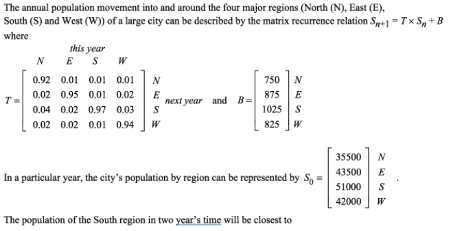 The annual population movement into and around the four major regions (North (N), East (E),
South (S) and West (W)) of a large city can be described by the matrix recurrence relation Sₙ₊₁ = T × Sₙ + B
where
this year
N E S W
T = [ 0.92 0.01 0.01 0.01 ] N [ 750 ] N
0.02 0.95 0.01 0.02 E next year and B = 875 E
0.04 0.02 0.97 0.03 S 1025 S
0.02 0.02 0.01 0.94 W 825 W
35500 N
In a particular year, the city's population by region can be represented by S₀ = 43500 E .
51000 S
42000 W
The population of the South region in two year's time will be closest to